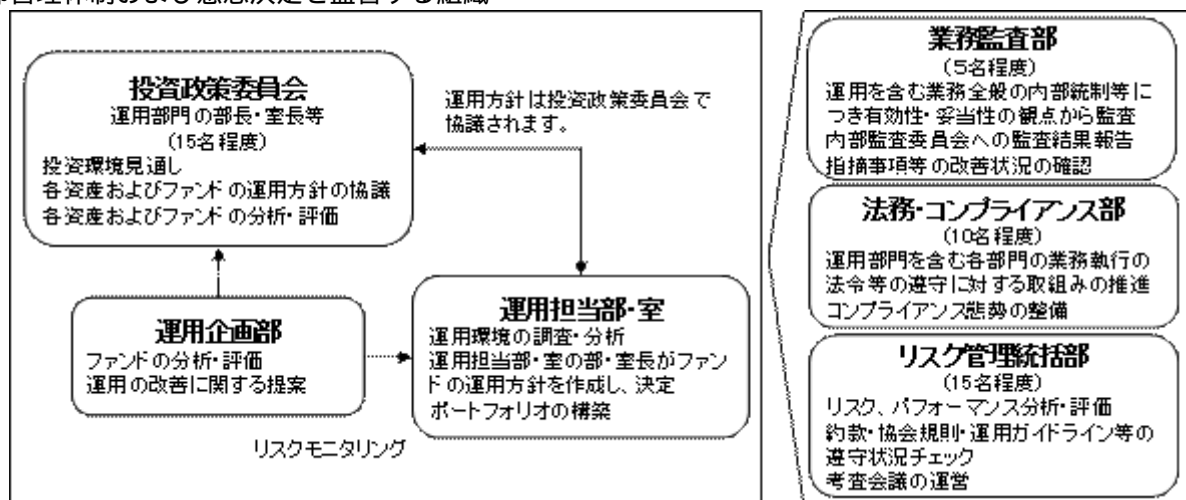 投資政策委員会
運用部門の部長・室長等
(15名程度)
投資環境見通し
各資産およびファンドの運用方針の協議
各資産およびファンドの分析・評価
運用方針は投資政策委員会で
協議されます。
運用企画部
ファンドの分析・評価
運用の改善に関する提案
運用担当部・室
運用環境の調査・分析
運用担当部・室の部・室長がファン
ドの運用方針を作成し、決定
ポートフォリオの構築
リスクモニタリング
業務監査部
(5名程度)
運用を含む業務全般の内部統制等に
つき有効性・妥当性の観点から監査
内部監査委員会への監査結果報告
指摘事項等の改善状況の確認
法務・コンプライアンス部
(10名程度)
運用部門を含む各部門の業務執行の
法令等の遵守に対する取組みの推進
コンプライアンス態勢の整備
リスク管理統括部
(15名程度)
リスク、パフォーマンス分析・評価
約款・協会規則・運用ガイドライン等の
遵守状況チェック
考査会議の運営